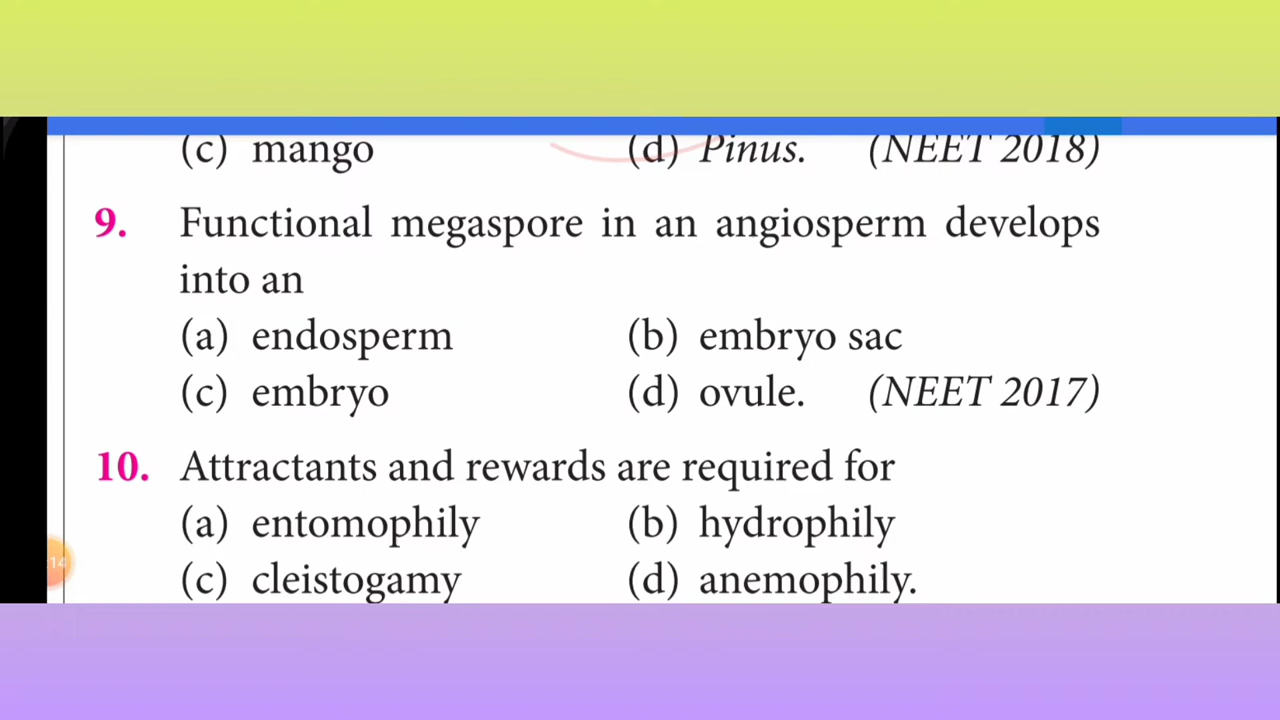 (c) mango (d) Pinus. (NEET 2018)
9. Functional megaspore in an angiosperm develops
into an
(a) endosperm (b) embryo sac
(c) embryo (d) ovule. (NEET 2017)
10. Attractants and rewards are required for
(a) entomophily (b) hydrophily
14
(c) cleistogamy (d) anemophily.